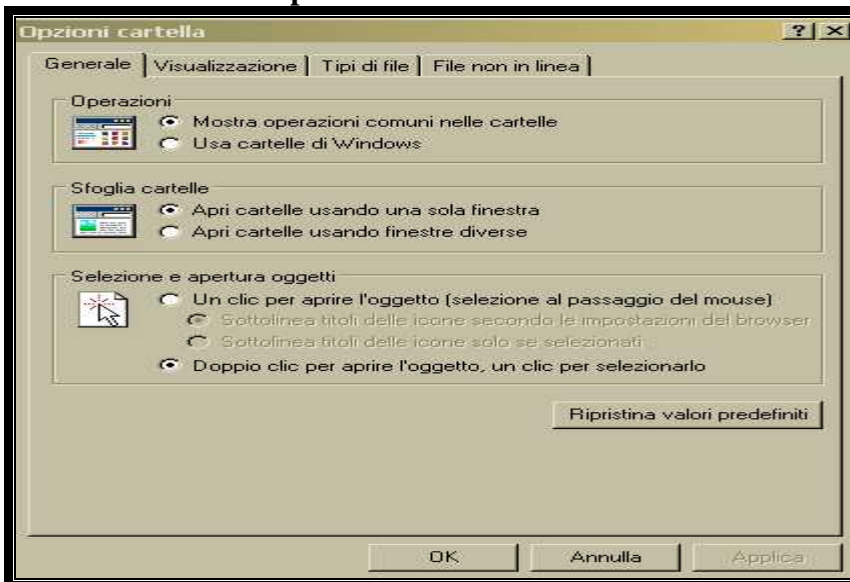 Opzioni cartella
Generale Visualizzazione Tipi di file File non in linea
Operazioni
Mostra operazioni comuni nelle cartelle
Usa cartelle di Windows
Sfoglia cartelle
Apri cartelle usando una sola finestra
Apri cartelle usando finestre diverse
Selezione e apertura oggetti
Un clic per aprire l'oggetto (selezione al passaggio del mouse)
Sottolinea titoli delle icone secondo le impostazioni del browser
Sottolinea titoli delle icone solo se selezionati
Doppio clic per aprire l'oggetto, un clic per selezionarlo
Ripristina valori predefiniti
OK Annulla Applica